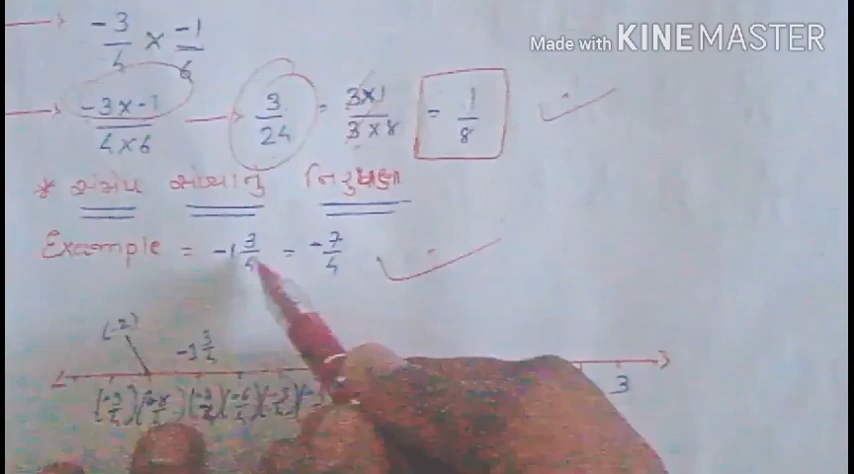 Made with KINEMASTER
→ -3/4 × -1/6
→ -3×-1/4×6 → 3/24 = 3×1/3×8 = 1/8
* સંમેય સંખ્યાનું નિરુપણ
Example = -1 3/4 = -7/4
(-2) -1 3/4
3